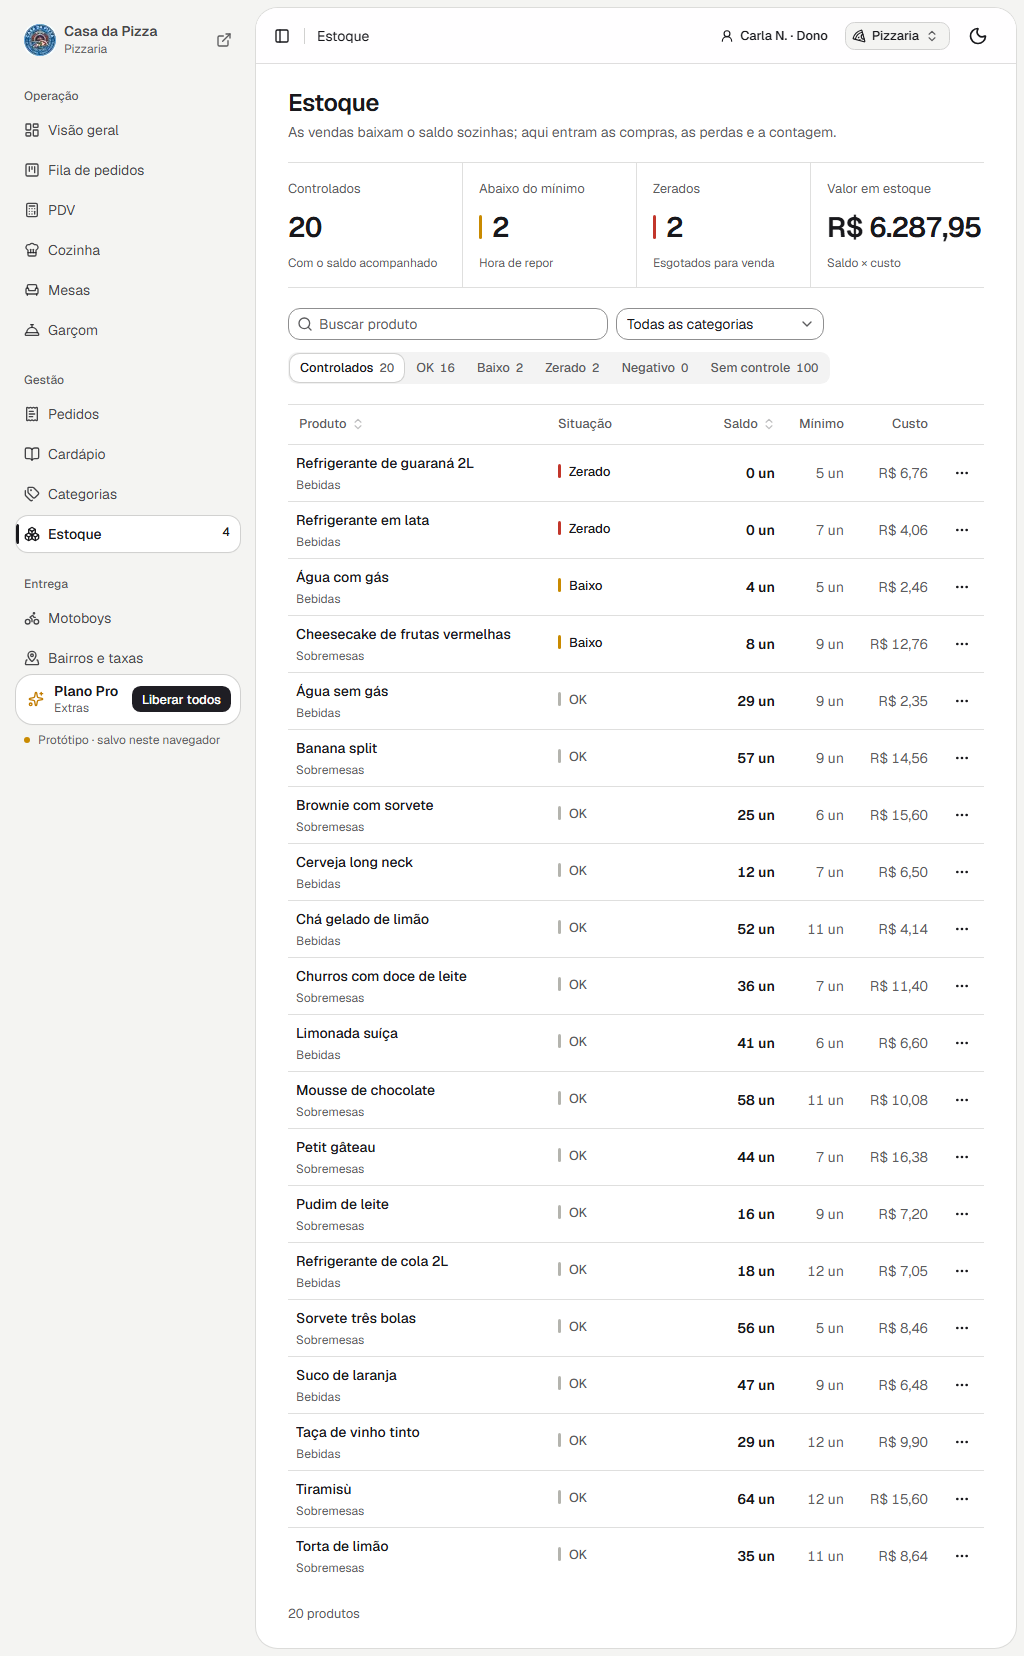 Casa da Pizza
Pizzaria
Operação
Visão geral
Fila de pedidos
PDV
Cozinha
Mesas
Garçom
Gestão
Pedidos
Cardápio
Categorias
Estoque 4
Entrega
Motoboys
Bairros e taxas
Plano Pro
Extras
Liberar todos
Protótipo · salvo neste navegador
Estoque
Carla N. · Dono
Pizzaria
Estoque
As vendas baixam o saldo sozinhas; aqui entram as compras, as perdas e a contagem.
Controlados
20
Com o saldo acompanhado
Abaixo do mínimo
2
Hora de repor
Zerados
2
Esgotados para venda
Valor em estoque
R$ 6.287,95
Saldo × custo
Buscar produto
Todas as categorias
Controlados 20 OK 16 Baixo 2 Zerado 2 Negativo 0 Sem controle 100
Produto Situação Saldo Mínimo Custo
Refrigerante de guaraná 2L Zerado 0 un 5 un R$ 6,76
Bebidas
Refrigerante em lata Zerado 0 un 7 un R$ 4,06
Bebidas
Água com gás Baixo 4 un 5 un R$ 2,46
Bebidas
Cheesecake de frutas vermelhas Baixo 8 un 9 un R$ 12,76
Sobremesas
Água sem gás OK 29 un 9 un R$ 2,35
Bebidas
Banana split OK 57 un 9 un R$ 14,56
Sobremesas
Brownie com sorvete OK 25 un 6 un R$ 15,60
Sobremesas
Cerveja long neck OK 12 un 7 un R$ 6,50
Bebidas
Chá gelado de limão OK 52 un 11 un R$ 4,14
Bebidas
Churros com doce de leite OK 36 un 7 un R$ 11,40
Sobremesas
Limonada suíça OK 41 un 6 un R$ 6,60
Bebidas
Mousse de chocolate OK 58 un 11 un R$ 10,08
Sobremesas
Petit gâteau OK 44 un 7 un R$ 16,38
Sobremesas
Pudim de leite OK 16 un 9 un R$ 7,20
Sobremesas
Refrigerante de cola 2L OK 18 un 12 un R$ 7,05
Bebidas
Sorvete três bolas OK 56 un 5 un R$ 8,46
Sobremesas
Suco de laranja OK 47 un 9 un R$ 6,48
Bebidas
Taça de vinho tinto OK 29 un 12 un R$ 9,90
Bebidas
Tiramisù OK 64 un 12 un R$ 15,60
Sobremesas
Torta de limão OK 35 un 11 un R$ 8,64
Sobremesas
20 produtos